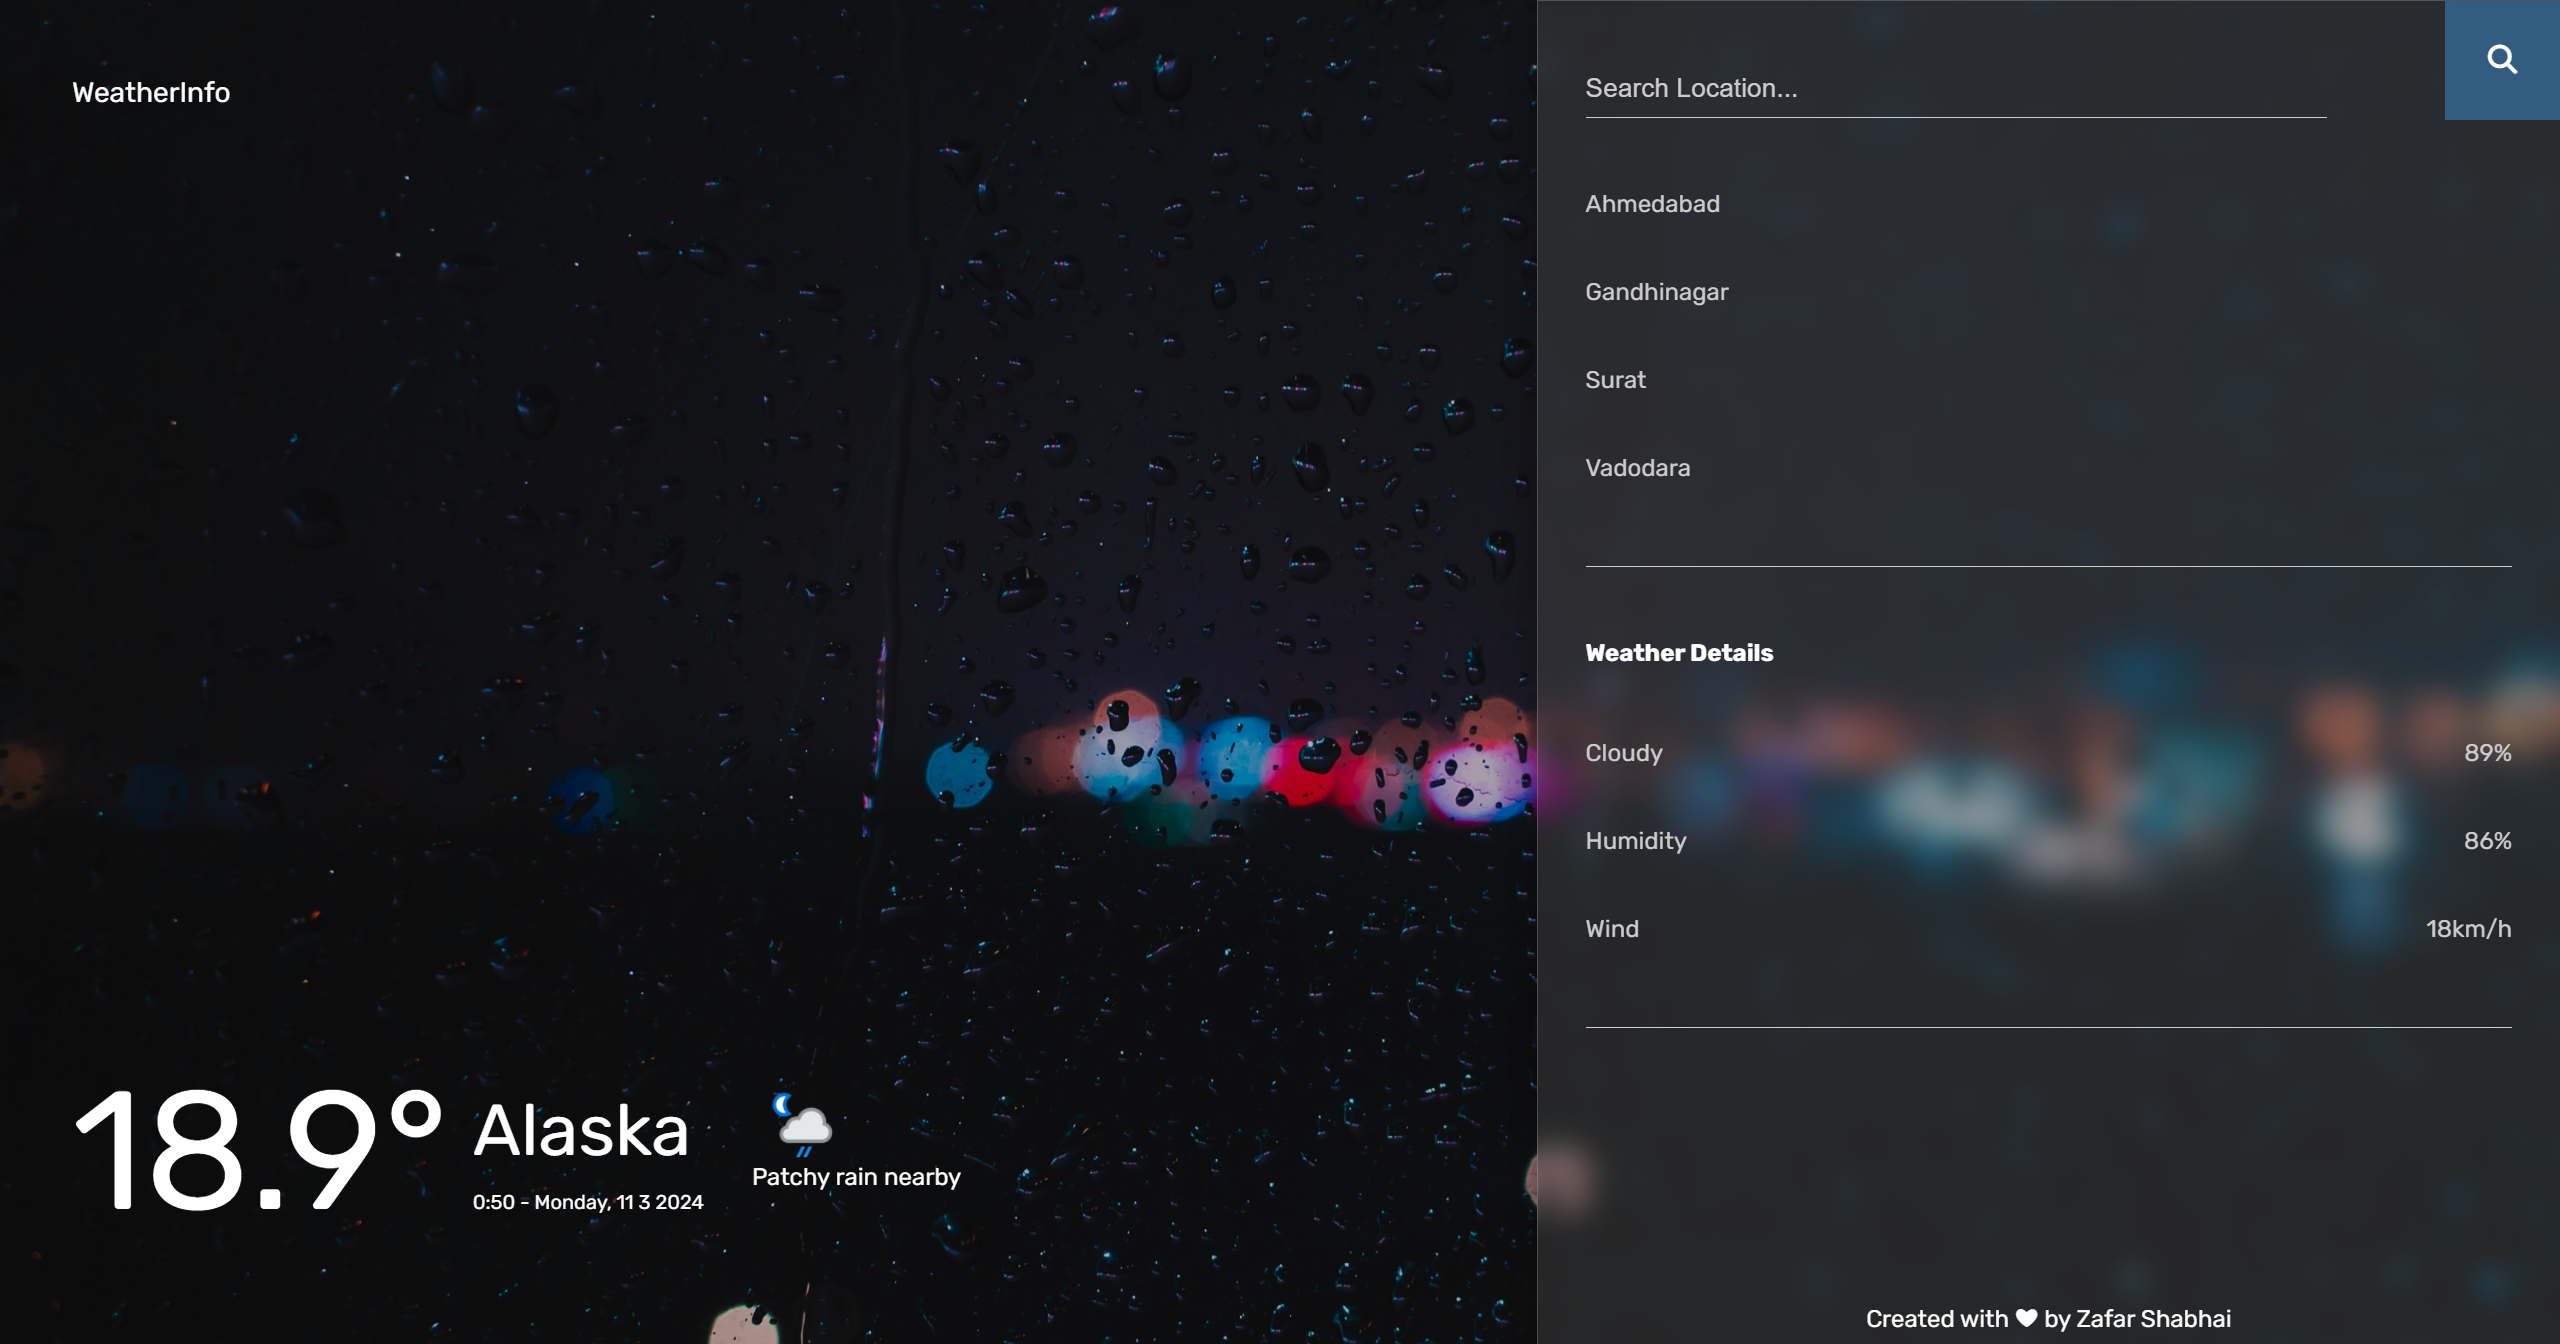 WeatherInfo
Search Location...
Ahmedabad
Gandhinagar
Surat
Vadodara
Weather Details
Cloudy 89%
Humidity 86%
Wind 18km/h
18.9°
Alaska
0:50 - Monday, 11 3 2024
Patchy rain nearby
Created with ♥ by Zafar Shabhai